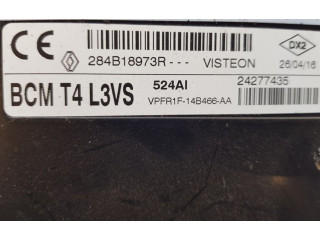 CE 284B18973R--- VISTEON DX2 26/04/16
BCM T4 L3VS 524AI 24277435
VPFR1F-14B466-AA